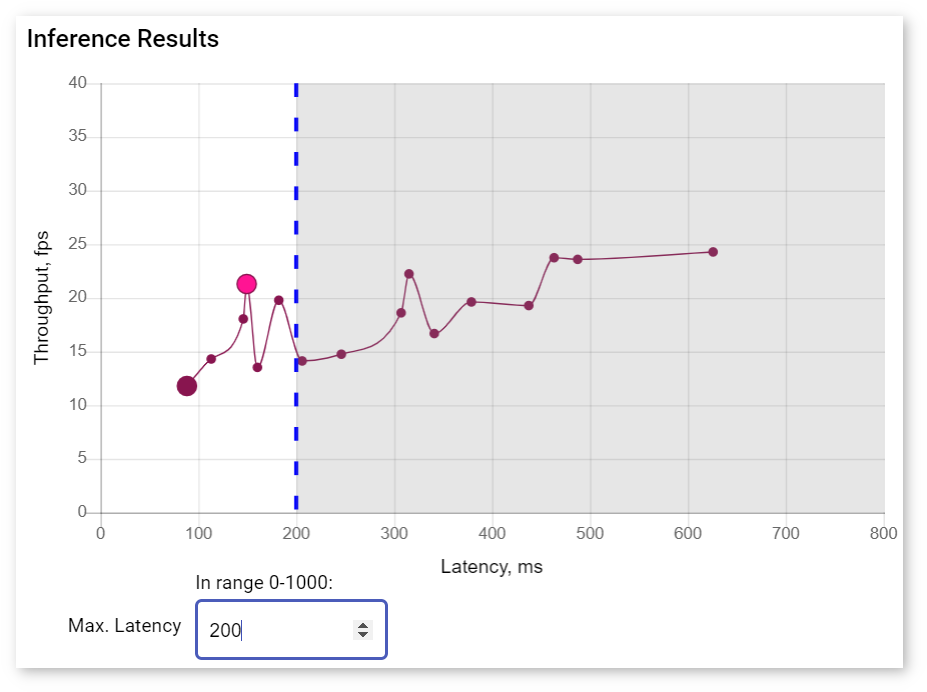 Inference Results
40
35
30
25
20
15
10
5
0
Throughput, fps
0 100 200 300 400 500 600 700 800
Latency, ms
In range 0-1000:
Max. Latency 200